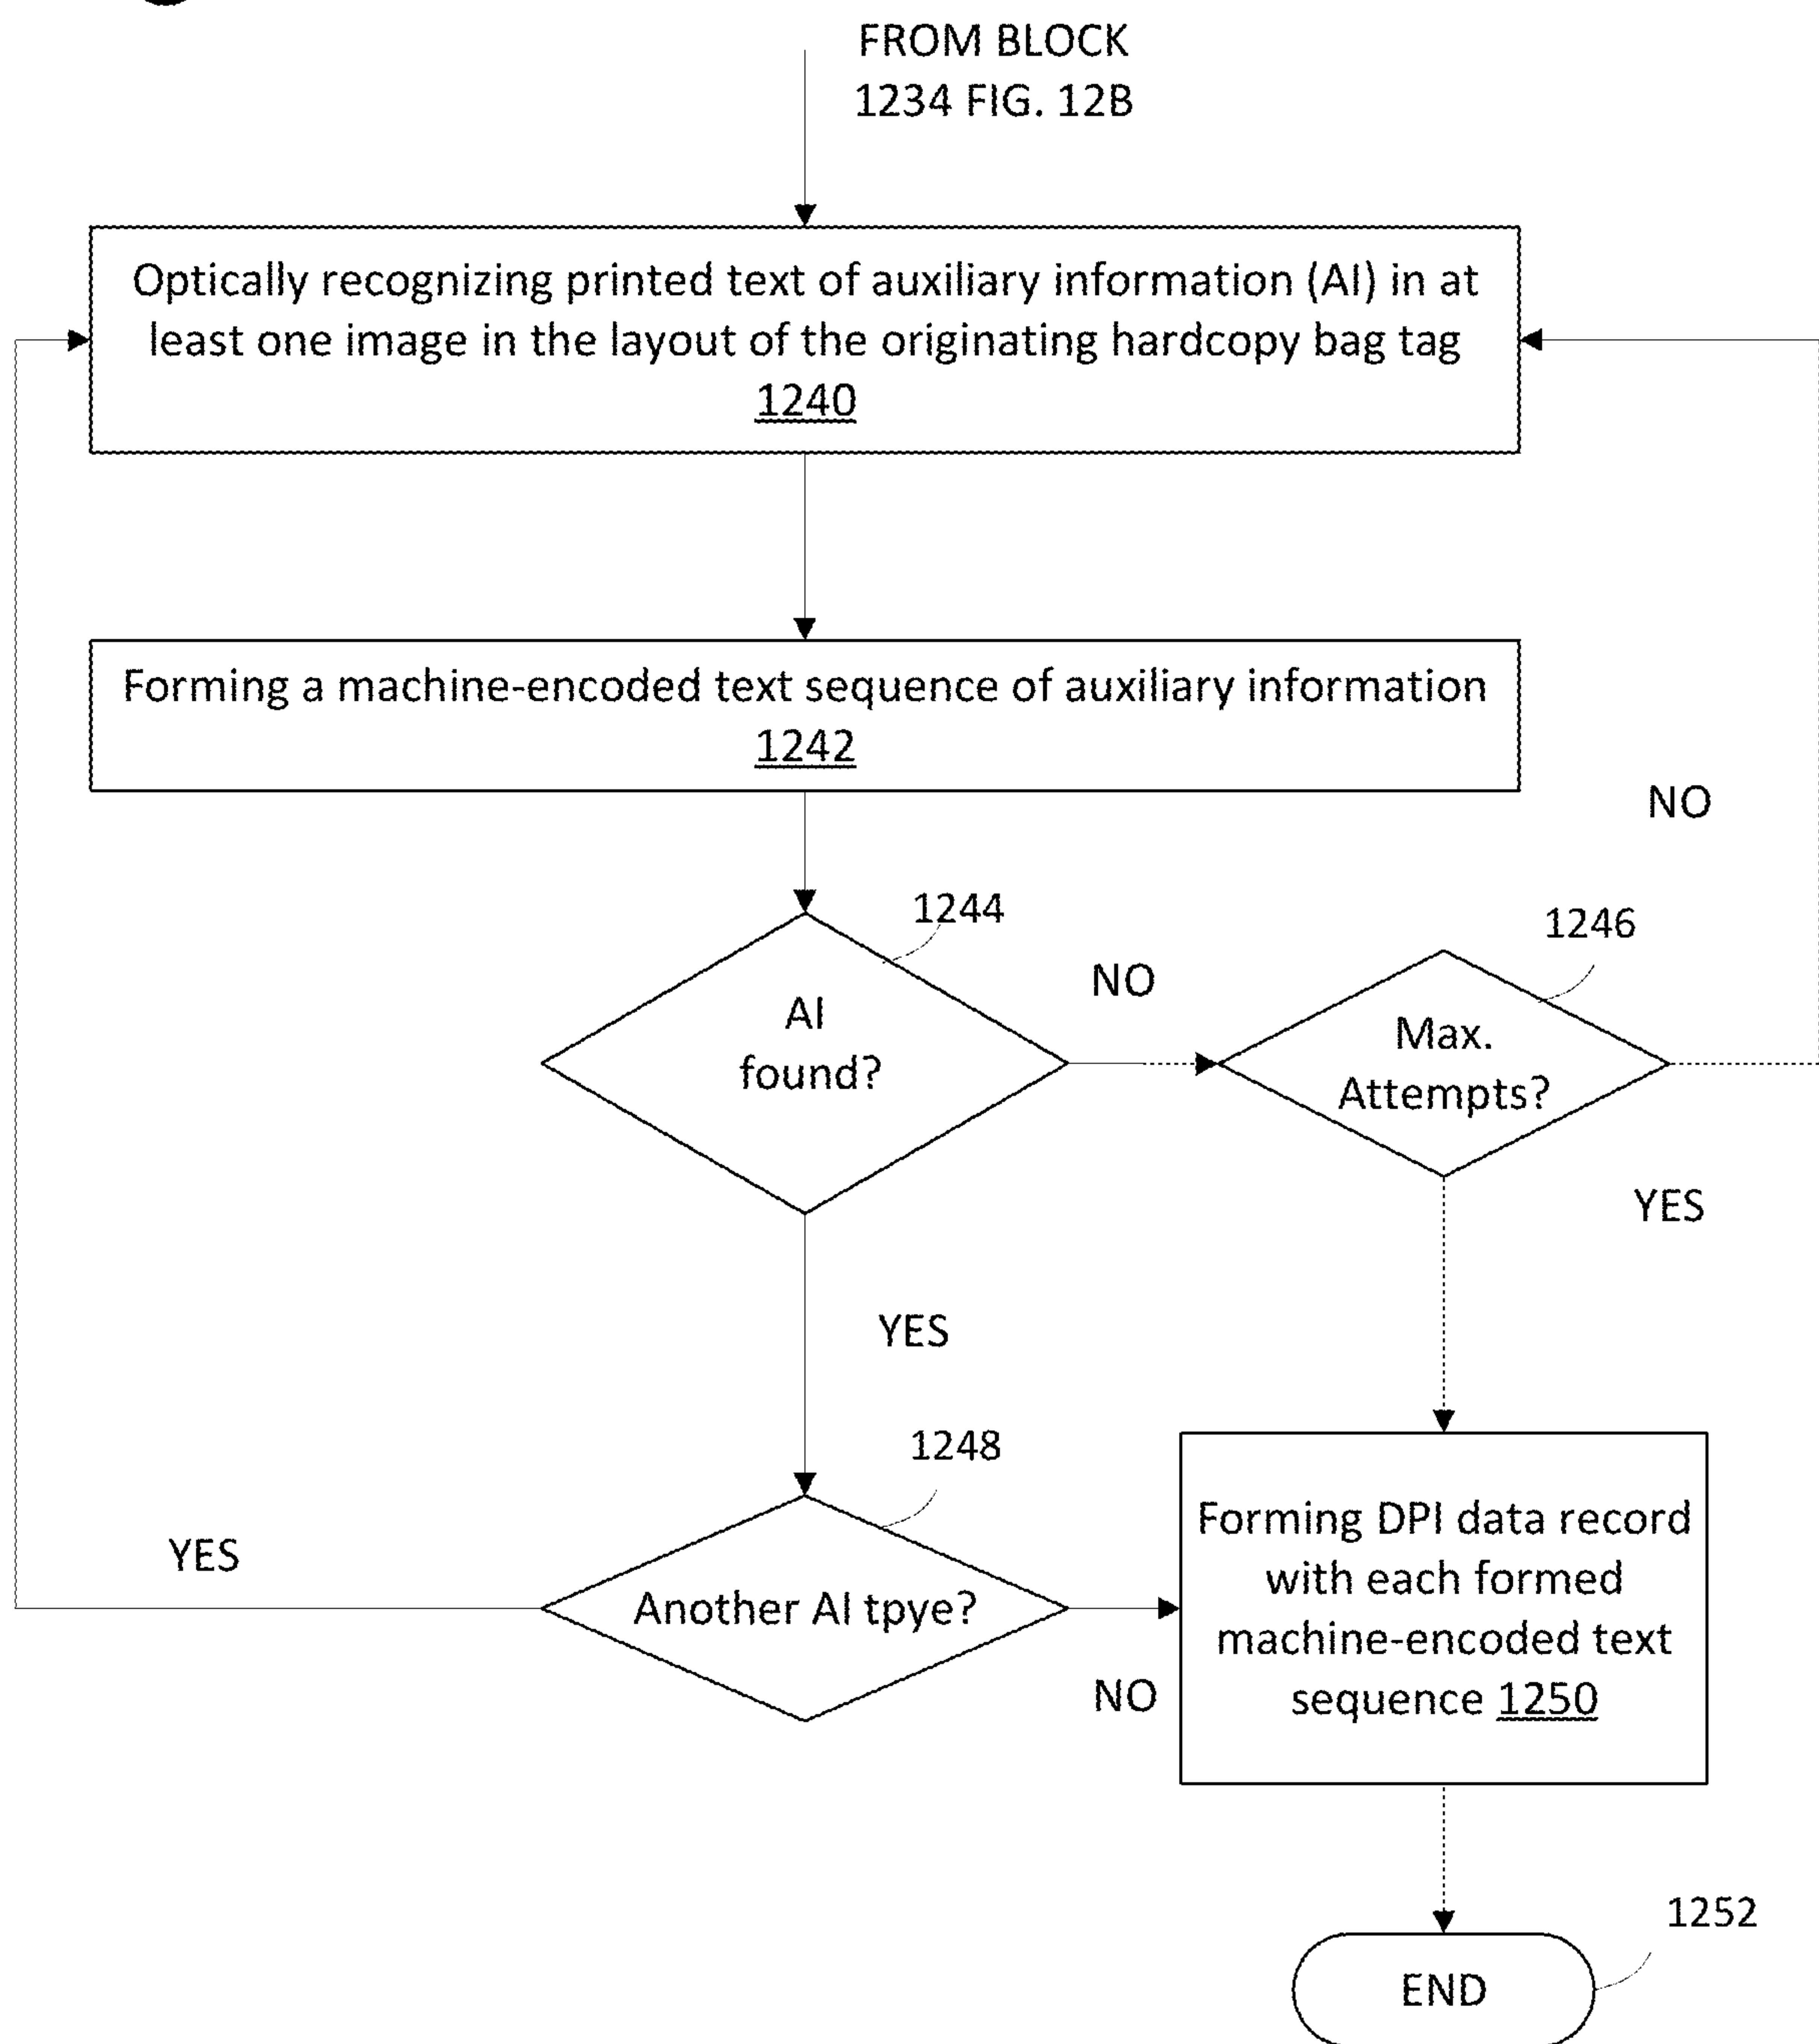 FROM BLOCK
1234 FIG. 12B
Optically recognizing printed text of auxiliary information (AI) in at
least one image in the layout of the originating hardcopy bag tag
1240
Forming a machine-encoded text sequence of auxiliary information
1242
NO
1244
1246
NO
AI
found?
Max.
Attempts?
YES
YES
1248
YES
Another AI tpye?
NO
Forming DPI data record
with each formed
machine-encoded text
sequence 1250
1252
END